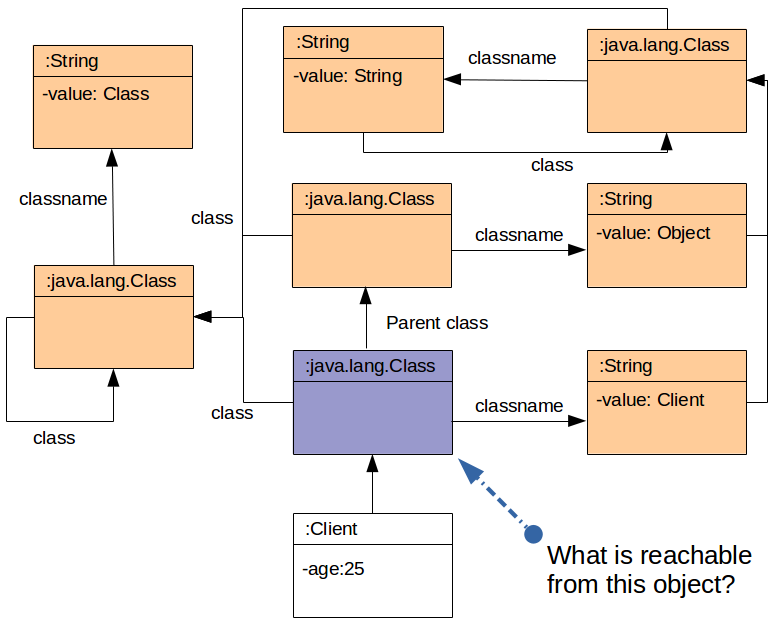 :String
-value: Class
:String
-value: String
classname
:java.lang.Class
class
classname
class
:java.lang.Class
classname
:String
-value: Object
:java.lang.Class
class
Parent class
:java.lang.Class
class
classname
:String
-value: Client
:Client
-age:25
What is reachable
from this object?